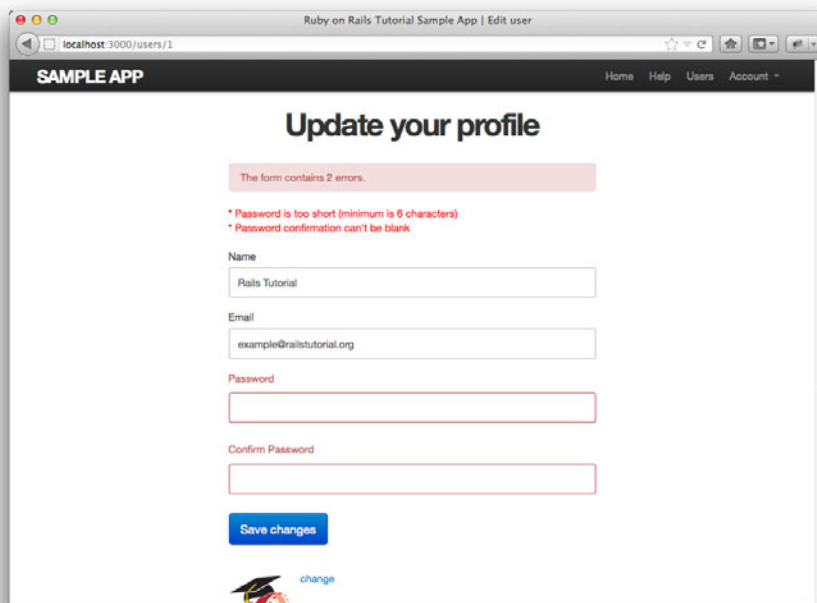 Ruby on Rails Tutorial Sample App | Edit user
localhost:3000/users/1
SAMPLE APP
Home Help Users Account
Update your profile
The form contains 2 errors.
* Password is too short (minimum is 6 characters)
* Password confirmation can't be blank
Name
Rails Tutorial
Email
example@railstutorial.org
Password
Confirm Password
Save changes
change